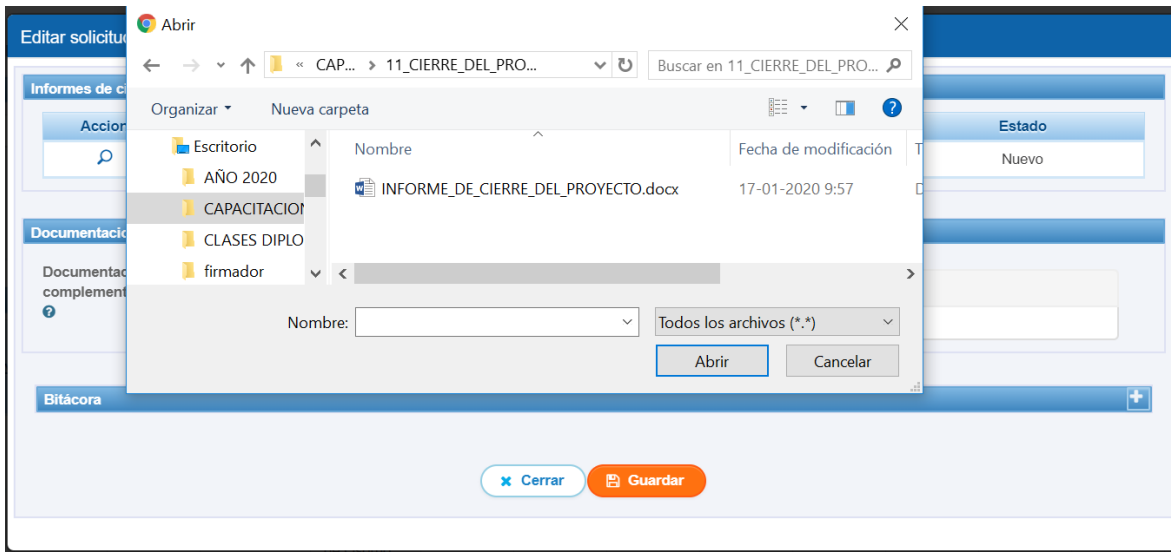 Editar solicitu
Abrir
« CAP... > 11_CIERRE_DEL_PRO...
Buscar en 11_CIERRE_DEL_PRO...
Organizar
Nueva carpeta
Informes de ci
Accion
Estado
Nuevo
Escritorio
AÑO 2020
CAPACITACION
CLASES DIPLO
firmador
Nombre
Fecha de modificación
T
INFORME_DE_CIERRE_DEL_PROYECTO.docx
17-01-2020 9:57
D
Documentacio
Documentac
complement
Nombre:
Todos los archivos (*.*)
Abrir
Cancelar
Bitácora
Cerrar
Guardar